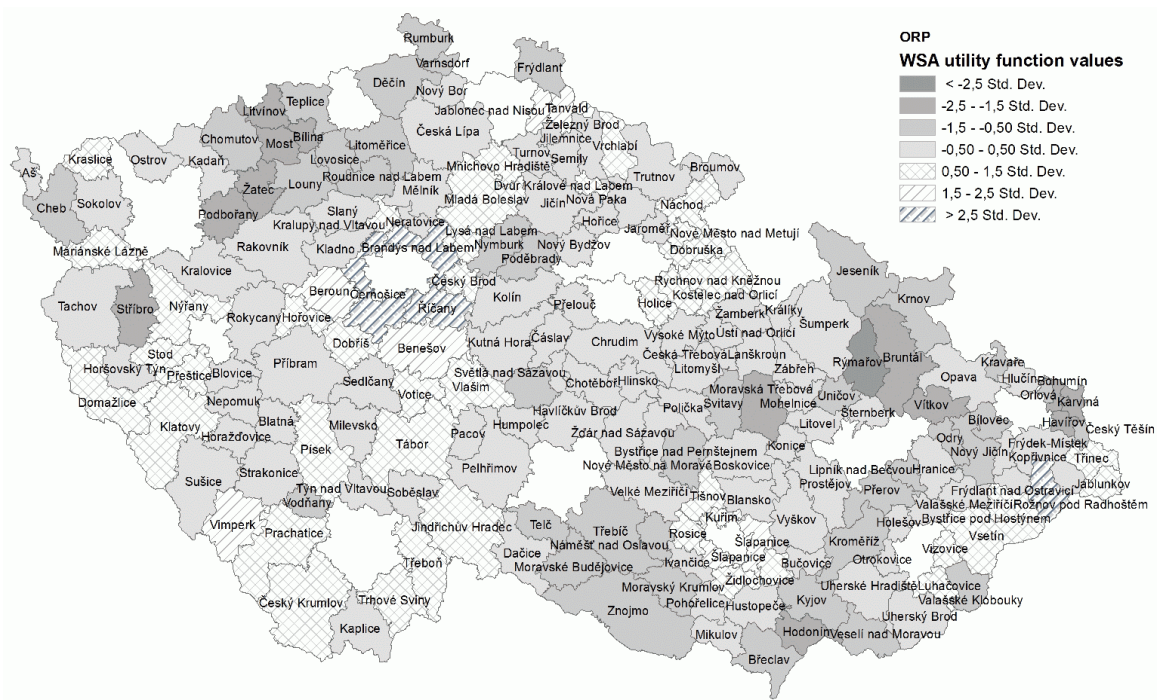 ORP
WSA utility function values
< -2,5 Std. Dev.
-2,5 - -1,5 Std. Dev.
-1,5 - -0,50 Std. Dev.
-0,50 - 0,50 Std. Dev.
0,50 - 1,5 Std. Dev.
1,5 - 2,5 Std. Dev.
> 2,5 Std. Dev.
Rumburk
Varnsdorf
Frýdlant
Děčín
Nový Bor
Teplice
Litvínov
Jablonec nad Nisou
Tanvald
Železný Brod
Jilemnice
Česká Lípa
Chomutov
Most
Bílina
Litoměřice
Vrchlabí
Kraslice
Ostrov
Kadaň
Lovosice
Turnov
Semily
Mnichovo Hradiště
Trutnov
Broumov
Aš
Roudnice nad Labem
Žatec
Louny
Mělník
Dvůr Králové nad Labem
Cheb
Sokolov
Mladá Boleslav
Jičín
Nová Paka
Náchod
Podbořany
Slaný
Kralupy nad Vltavou
Neratovice
Hořice
Jaroměř
Nové Město nad Metují
Lysá nad Labem
Mariánské Lázně
Rakovník
Kladno
Brandýs nad Labem
Nymburk
Nový Bydžov
Dobruška
Poděbrady
Kralovice
Jeseník
Tachov
Stříbro
Nýřany
Beroun
Černošice
Český Brod
Rychnov nad Kněžnou
Kostelec nad Orlicí
Krnov
Kolín
Přelouč
Holice
Říčany
Rokycany
Hořovice
Žamberk
Králíky
Šumperk
Dobříš
Benešov
Kutná Hora
Čáslav
Chrudim
Vysoké Mýto
Ústí nad Orlicí
Stod
Horšovský Týn
Přeštice
Blovice
Příbram
Světlá nad Sázavou
Česká Třebová
Lanškroun
Rýmařov
Bruntál
Kravaře
Litomyšl
Zábřeh
Opava
Hlučín
Bohumín
Sedlčany
Vlašim
Chotěboř
Hlinsko
Moravská Třebová
Orlová
Karviná
Domažlice
Nepomuk
Votice
Svitavy
Mohelnice
Uničov
Vítkov
Havířov
Havlíčkův Brod
Polička
Šternberk
Bílovec
Český Těšín
Klatovy
Blatná
Milevsko
Humpolec
Litovel
Horažďovice
Písek
Tábor
Pacov
Žďár nad Sázavou
Konice
Odry
Frýdek-Místek
Bystřice nad Pernštejnem
Nový Jičín
Kopřivnice
Třinec
Strakonice
Pelhřimov
Nové Město na Moravě
Boskovice
Lipník nad Bečvou
Hranice
Sušice
Týn nad Vltavou
Soběslav
Velké Meziříčí
Tišnov
Blansko
Prostějov
Přerov
Frýdlant nad Ostravicí
Jablunkov
Vodňany
Valašské Meziříčí
Rožnov pod Radhoštěm
Vimperk
Prachatice
Jindřichův Hradec
Telč
Třebíč
Kuřim
Vyškov
Holešov
Bystřice pod Hostýnem
Rosice
Šlapanice
Kroměříž
Vsetín
Náměšť nad Oslavou
Dačice
Šlapanice
Vizovice
Třeboň
Moravské Budějovice
Ivančice
Bučovice
Otrokovice
Židlochovice
Český Krumlov
Trhové Sviny
Moravský Krumlov
Uherské Hradiště
Luhačovice
Znojmo
Pohořelice
Hustopeče
Kyjov
Valašské Klobouky
Uherský Brod
Kaplice
Mikulov
Hodonín
Veselí nad Moravou
Břeclav